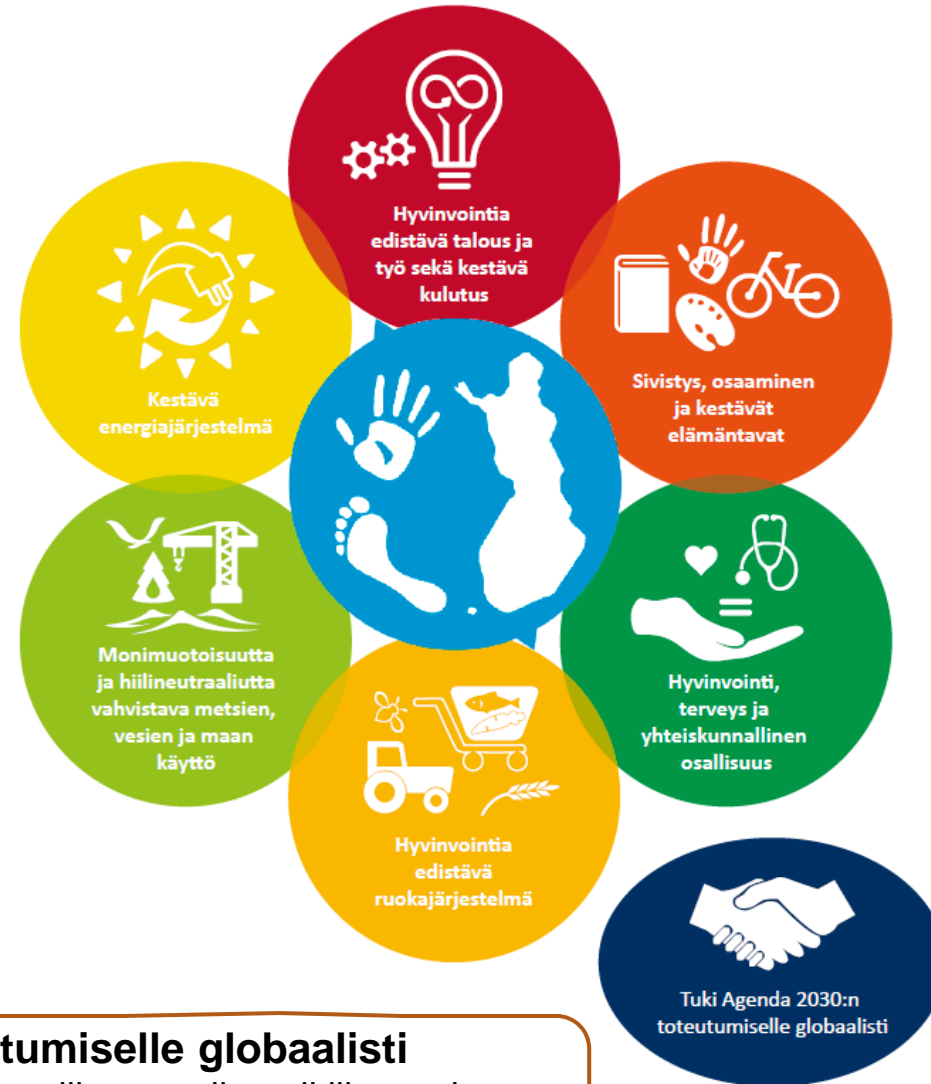 Hyvinvointia
edistävä talous ja
työ sekä kestävä
kulutus
Kestävä
energiajärjestelmä
Sivistys, osaaminen
ja kestävät
elämäntavat
Monimuotoisuutta
ja hiilineutraaliutta
vahvistava metsien,
vesien ja maan
käyttö
Hyvinvointi,
terveys ja
yhteiskunnallinen
osallisuus
Hyvinvointia
edistävä
ruokajärjestelmä
Tuki Agenda 2030:n
toteutumiselle globaalisti
tumiselle globaalisti